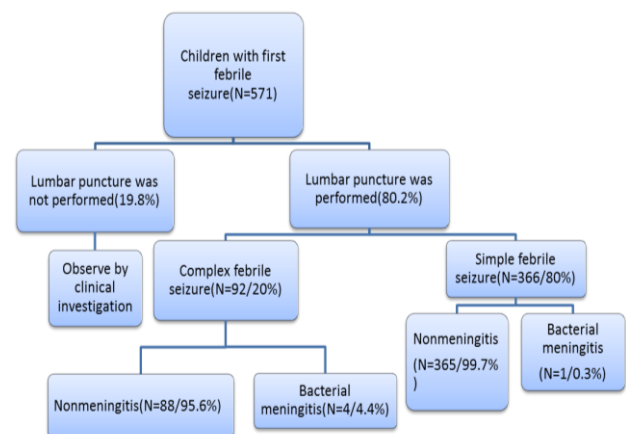 Children with first
febrile
seizure(N=571)
Lumbar puncture was
not performed(19.8%)
Lumbar puncture was
performed(80.2%)
Observe by
clinical
investigation
Complex febrile
seizure(N=92/20%)
Simple febrile
seizure(N=366/80%)
Nonmeningitis
(N=365/99.7%
)
Bacterial
meningitis
(N=1/0.3%)
Nonmeningitis(N=88/95.6%)
Bacterial
meningitis(N=4/4.4%)